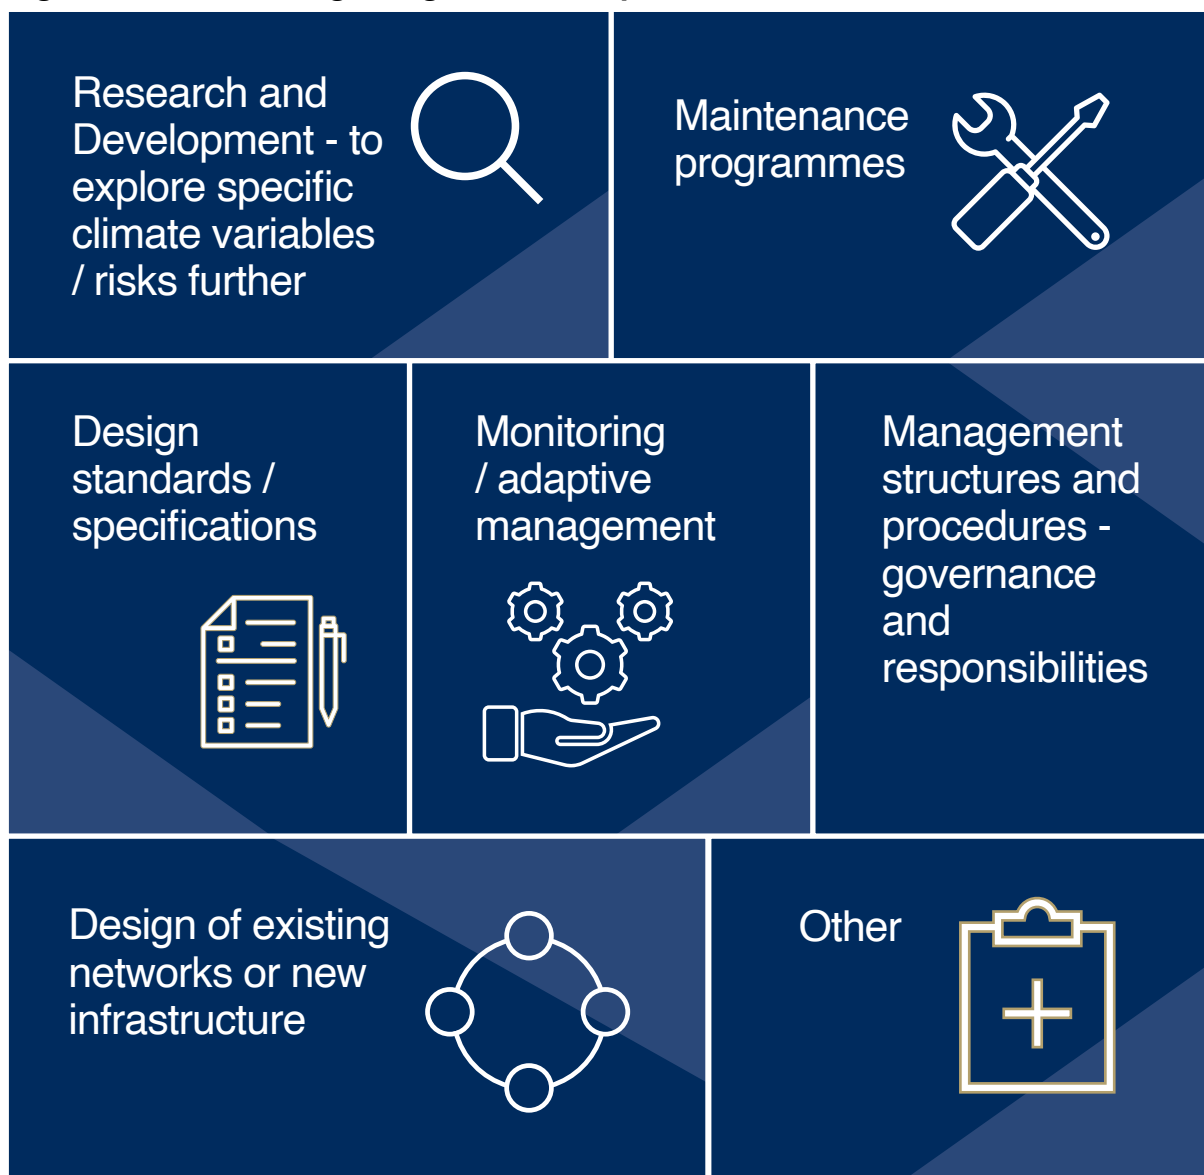 Research and
Development - to
explore specific
climate variables
/ risks further
Maintenance
programmes
Design
standards /
specifications
Monitoring
/ adaptive
management
Management
structures and
procedures -
governance
and
responsibilities
Design of existing
networks or new
infrastructure
Other